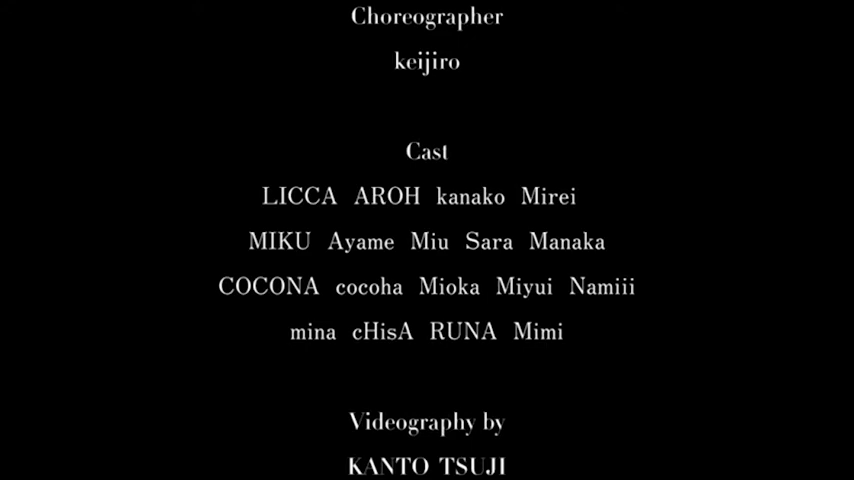 Choreographer
keijiro
Cast
LICCA AROH kanako Mirei
MIKU Ayame Miu Sara Manaka
COCONA cocoha Mioka Miyui Namiii
mina cHisA RUNA Mimi
Videography by
KANTO TSUJI